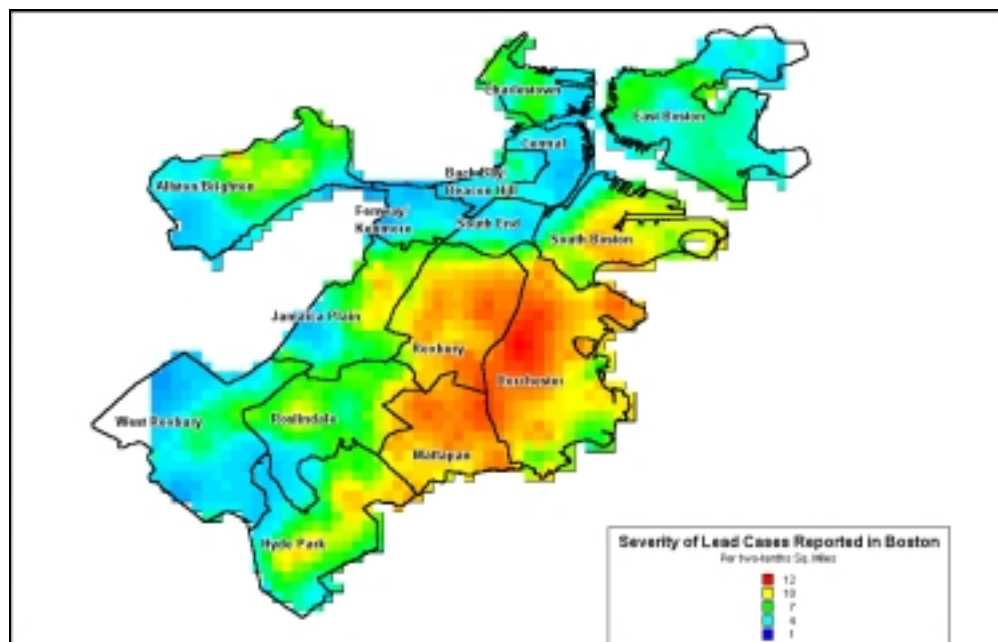 Charlestown
East Boston
Central
Allston/Brighton
Back Bay/
Beacon Hill
Fenway/
Kenmore
South End
South Boston
Jamaica Plain
Roxbury
Dorchester
West Roxbury
Roslindale
Mattapan
Hyde Park
Severity of Lead Cases Reported in Boston
Per two-tenths Sq. Miles
12
10
7
4
1